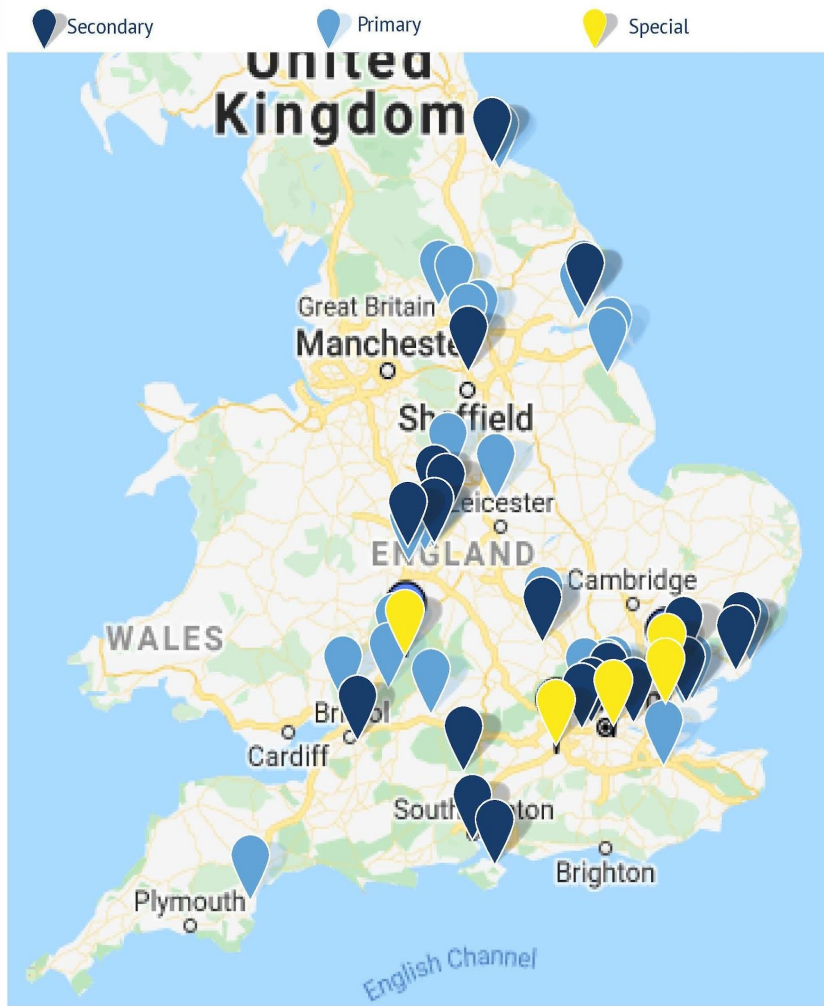 Secondary
Primary
Special
United
Kingdom
Great Britain
Manchester
Sheffield
Leicester
ENGLAND
Cambridge
WALES
Bristol
Cardiff
Southampton
Brighton
Plymouth
English Channel